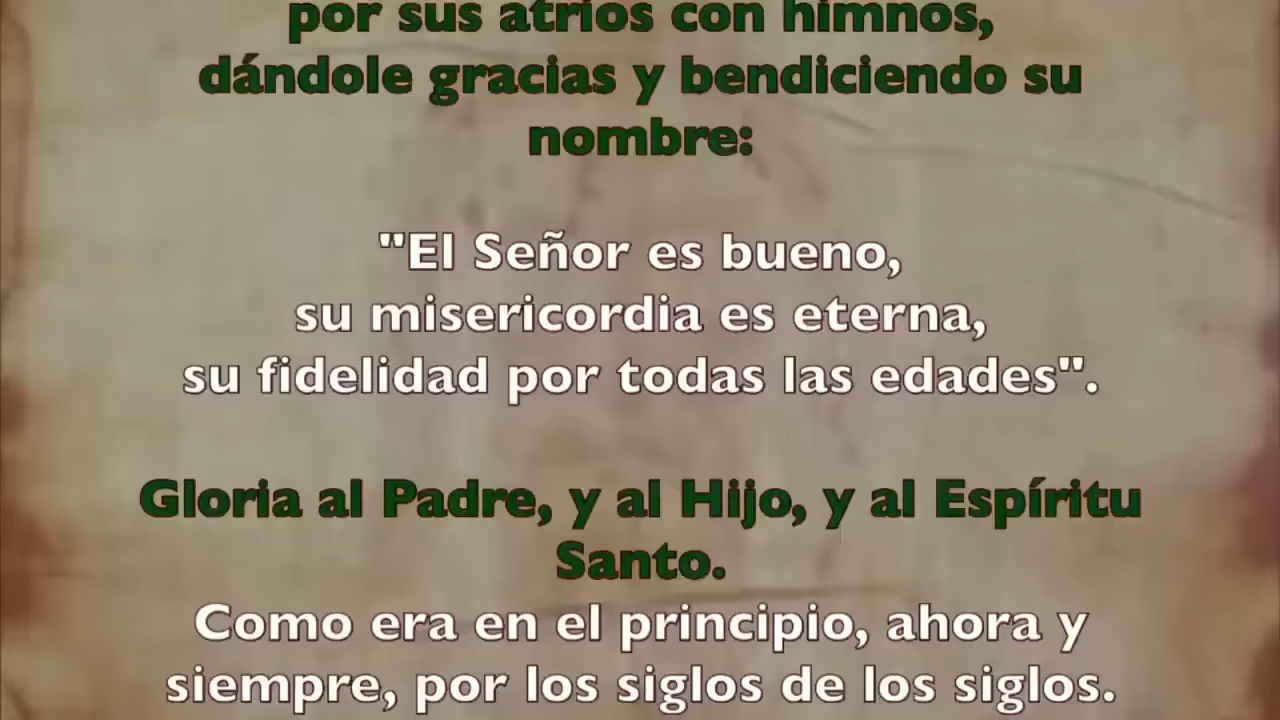 por sus atrios con himnos,
dándole gracias y bendiciendo su
nombre:
"El Señor es bueno,
su misericordia es eterna,
su fidelidad por todas las edades".
Gloria al Padre, y al Hijo, y al Espíritu
Santo.
Como era en el principio, ahora y
siempre, por los siglos de los siglos.